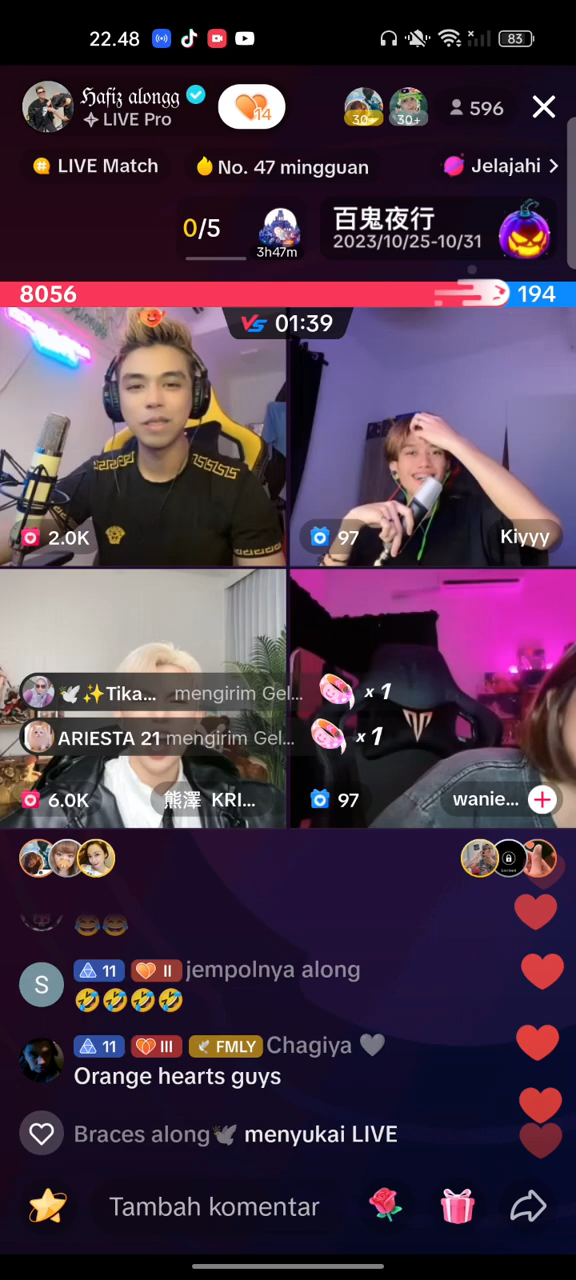 22.48
83
Hafiz alongg
LIVE Pro
14
30+
30+
596
LIVE Match
No. 47 mingguan
Jelajahi
0/5
3h47m
百鬼夜行
2023/10/25-10/31
8056
194
VS 01:39
2.0K
97
Kiyyy
Tika... mengirim Gel...
x 1
ARIESTA 21 mengirim Gel...
x 1
6.0K
熊澤 KRI...
97
wanie...
S
11 II jempolnya along
🤣🤣🤣🤣
11 III FMLY Chagiya 🩶
Orange hearts guys
Braces along🕊 menyukai LIVE
Tambah komentar